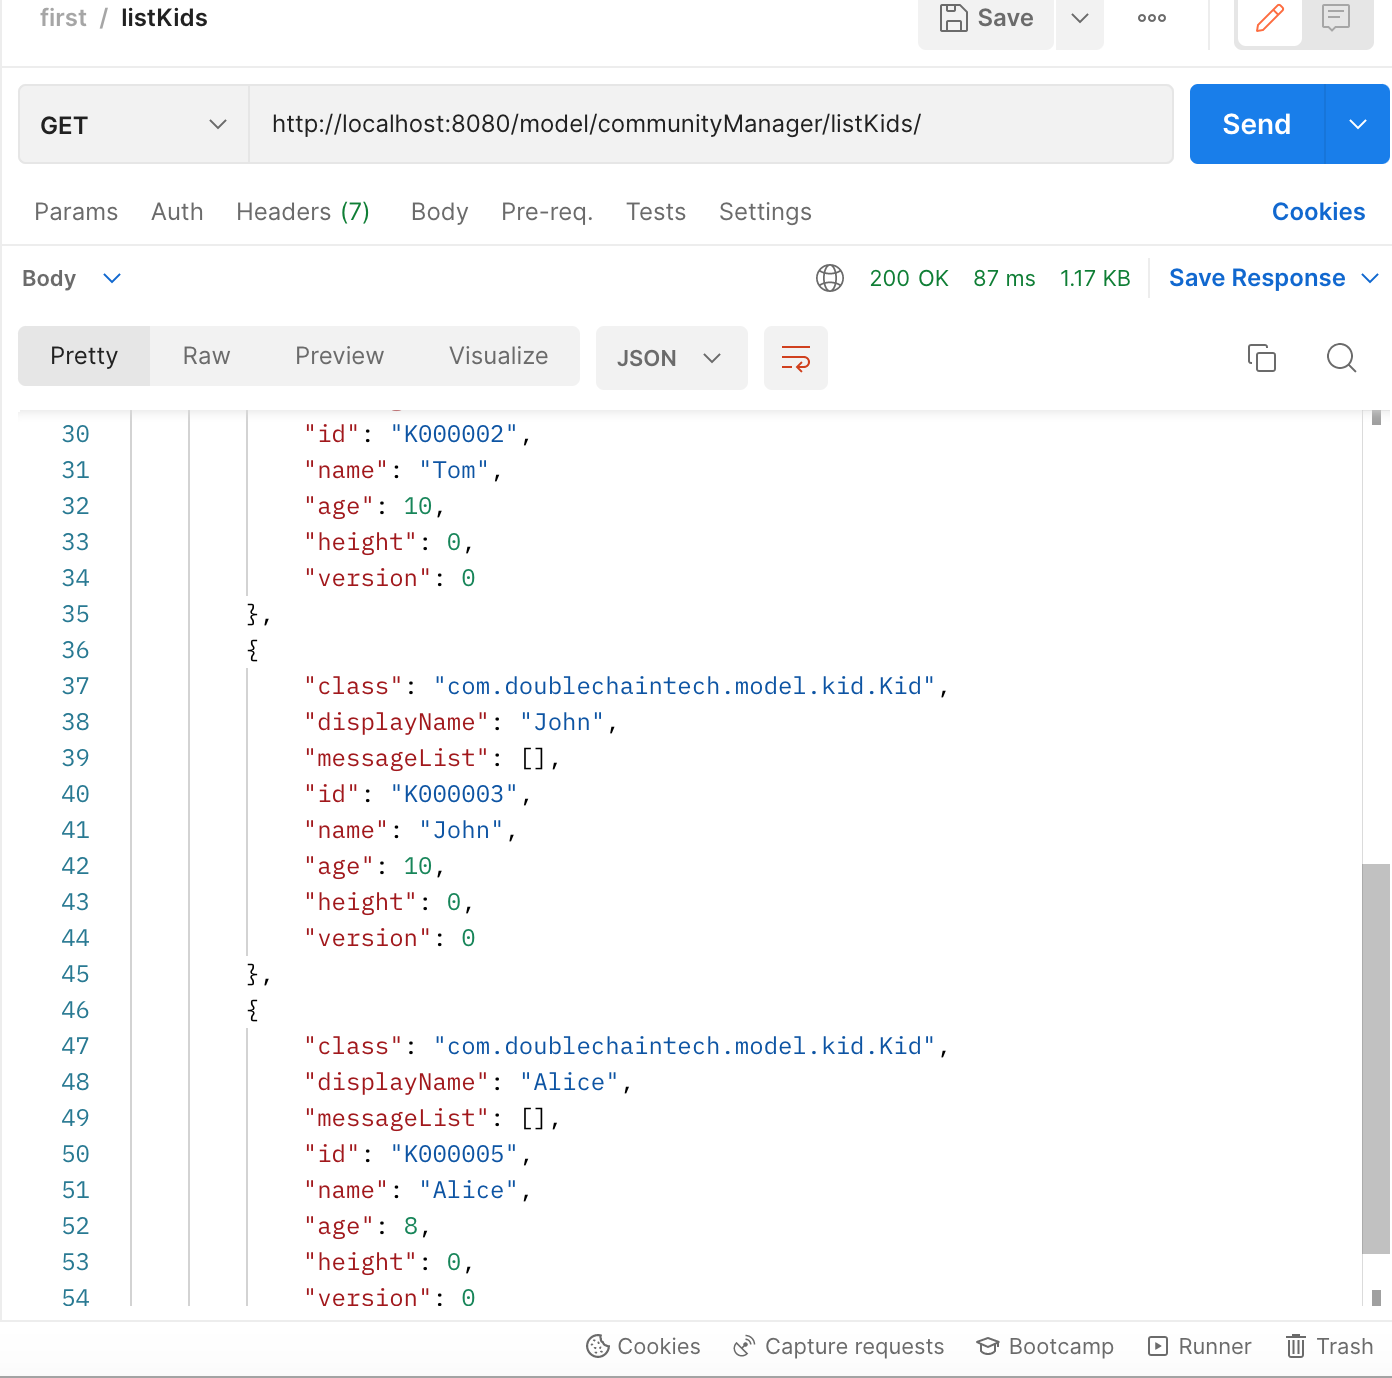 first / listKids
Save
GET
http://localhost:8080/model/communityManager/listKids/
Send
Params Auth Headers (7) Body Pre-req. Tests Settings Cookies
Body 200 OK 87 ms 1.17 KB Save Response
Pretty Raw Preview Visualize JSON
30 "id": "K000002",
31 "name": "Tom",
32 "age": 10,
33 "height": 0,
34 "version": 0
35 },
36 {
37 "class": "com.doublechaintech.model.kid.Kid",
38 "displayName": "John",
39 "messageList": [],
40 "id": "K000003",
41 "name": "John",
42 "age": 10,
43 "height": 0,
44 "version": 0
45 },
46 {
47 "class": "com.doublechaintech.model.kid.Kid",
48 "displayName": "Alice",
49 "messageList": [],
50 "id": "K000005",
51 "name": "Alice",
52 "age": 8,
53 "height": 0,
54 "version": 0
Cookies Capture requests Bootcamp Runner Trash